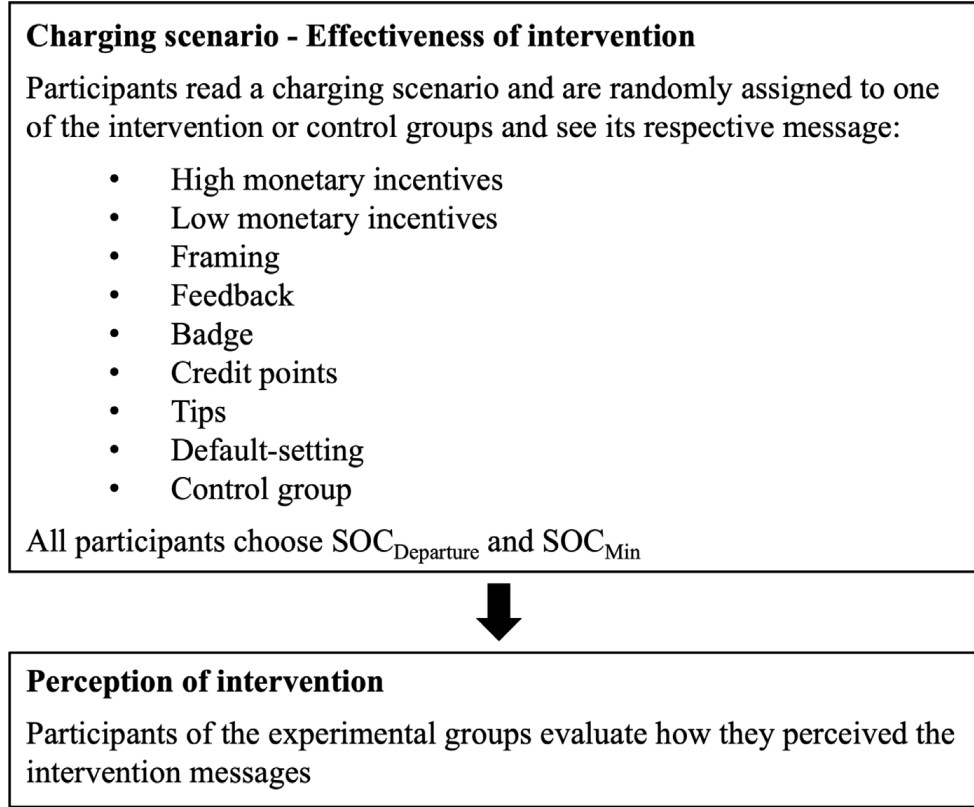 Charging scenario - Effectiveness of intervention
Participants read a charging scenario and are randomly assigned to one
of the intervention or control groups and see its respective message:
• High monetary incentives
• Low monetary incentives
• Framing
• Feedback
• Badge
• Credit points
• Tips
• Default-setting
• Control group
All participants choose SOC_Departure and SOC_Min
Perception of intervention
Participants of the experimental groups evaluate how they perceived the
intervention messages